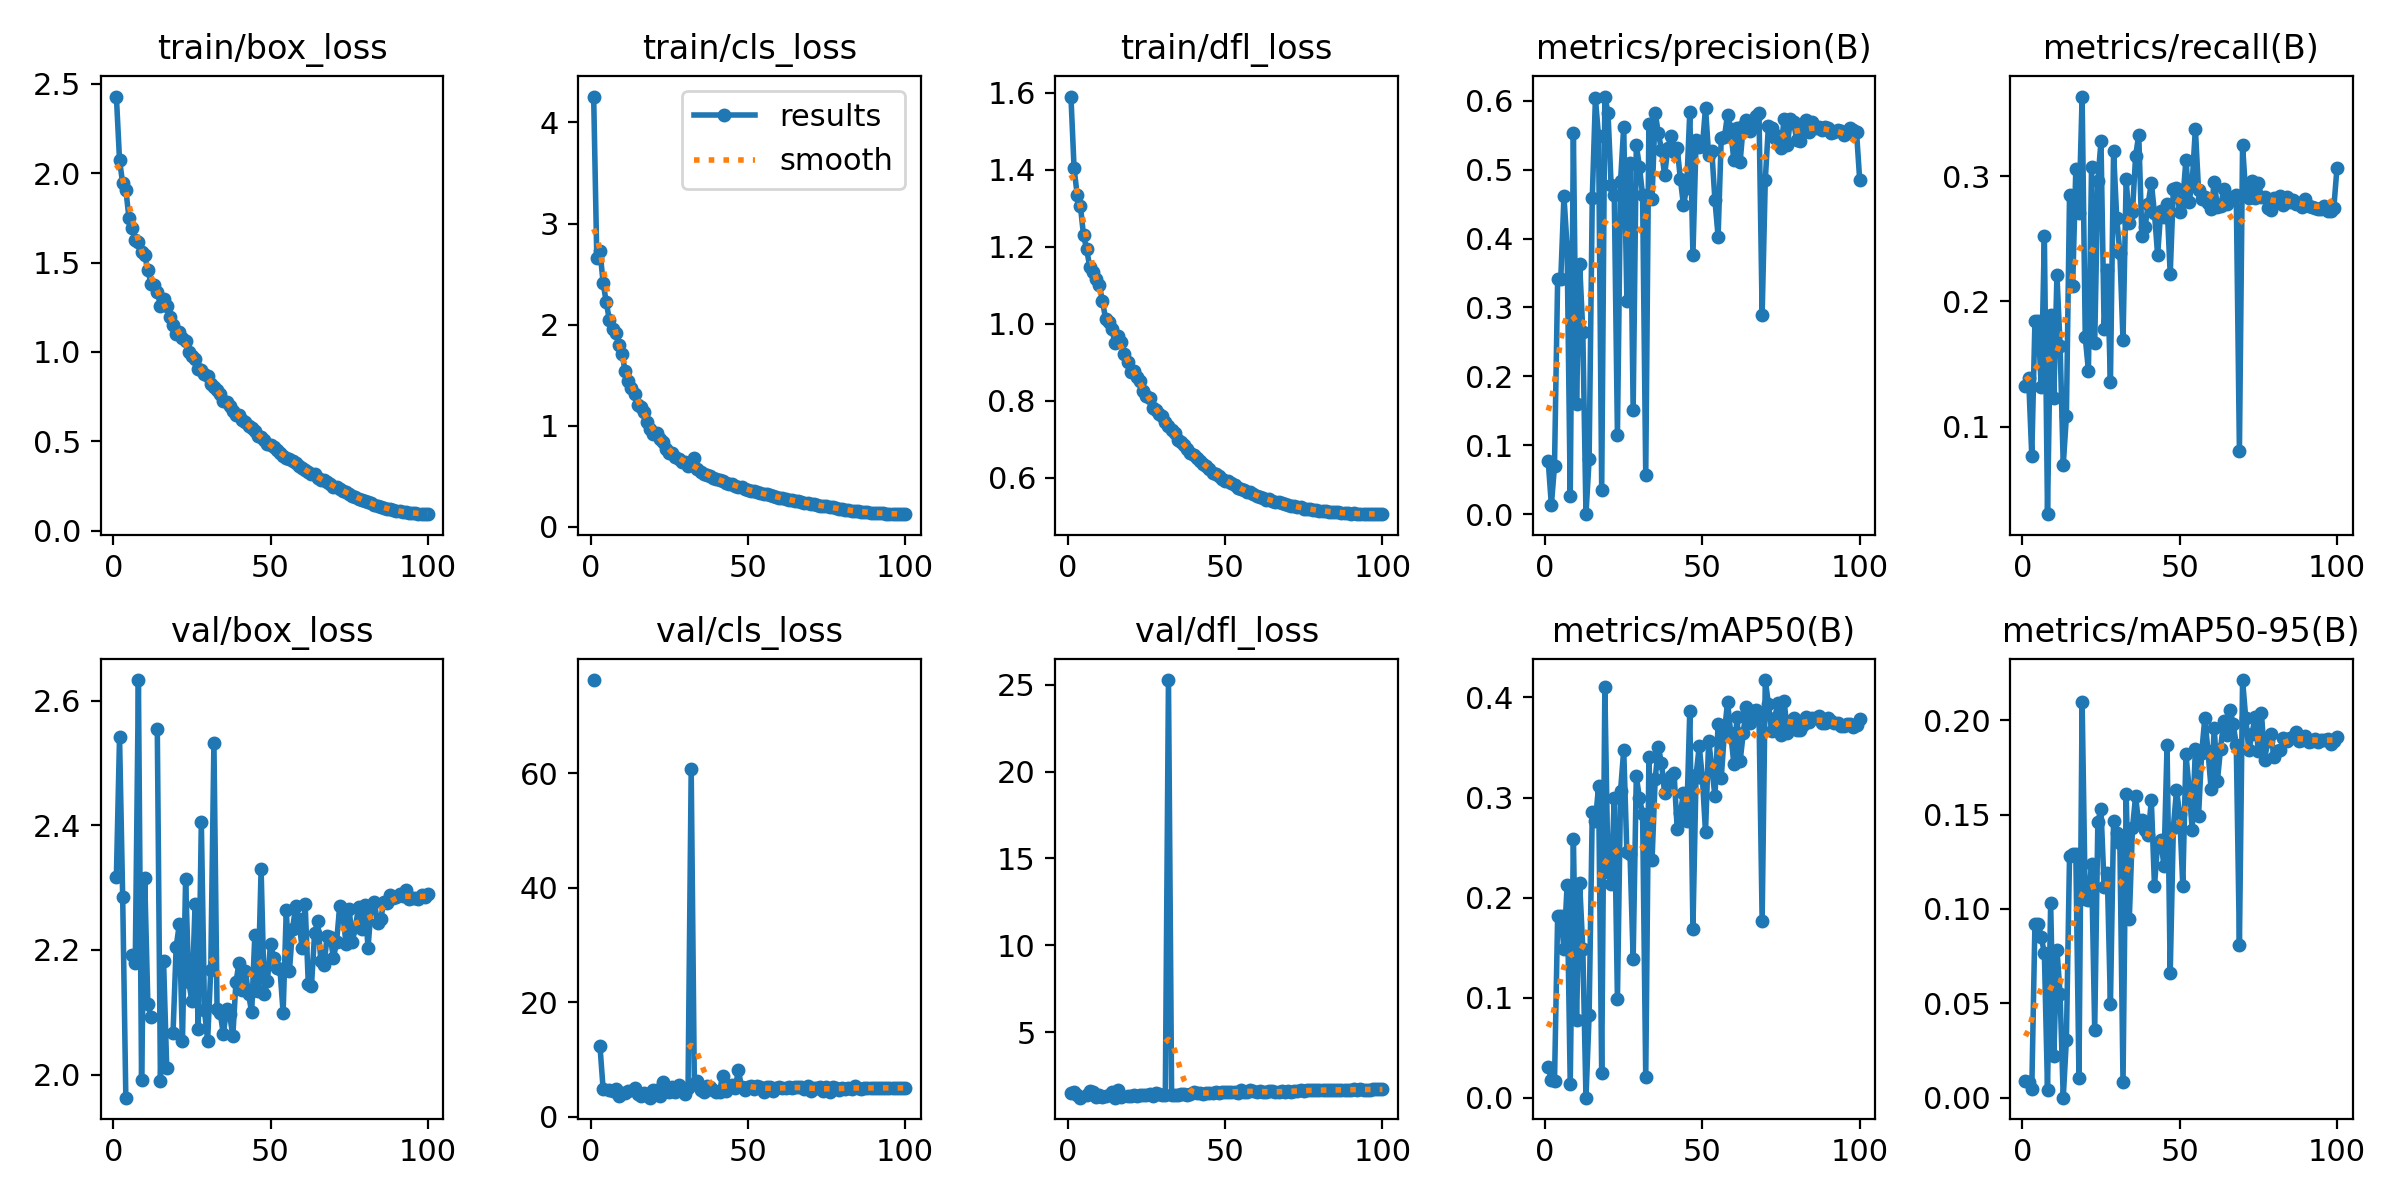 train/box_loss
2.5
2.0
1.5
1.0
0.5
0.0
0 50 100
train/cls_loss
results
smooth
4
3
2
1
0
0 50 100
train/dfl_loss
1.6
1.4
1.2
1.0
0.8
0.6
0 50 100
metrics/precision(B)
0.6
0.5
0.4
0.3
0.2
0.1
0.0
0 50 100
metrics/recall(B)
0.3
0.2
0.1
0 50 100
val/box_loss
2.6
2.4
2.2
2.0
0 50 100
val/cls_loss
60
40
20
0
0 50 100
val/dfl_loss
25
20
15
10
5
0 50 100
metrics/mAP50(B)
0.4
0.3
0.2
0.1
0.0
0 50 100
metrics/mAP50-95(B)
0.20
0.15
0.10
0.05
0.00
0 50 100